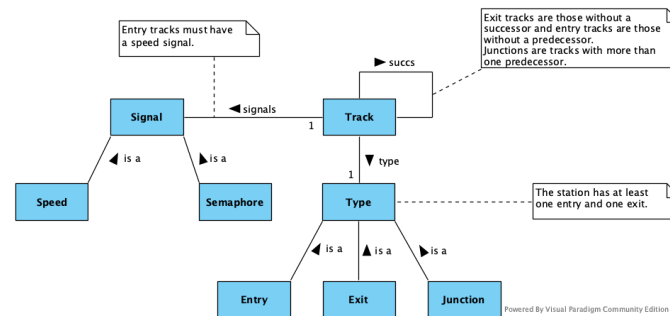 Entry tracks must have
a speed signal.
Exit tracks are those without a
successor and entry tracks are those
without a predecessor.
Junctions are tracks with more than
one predecessor.
succs
Signal
signals
1
Track
is a
is a
type
1
Speed
Semaphore
Type
The station has at least
one entry and one exit.
is a
is a
is a
Entry
Exit
Junction
Powered By Visual Paradigm Community Edition